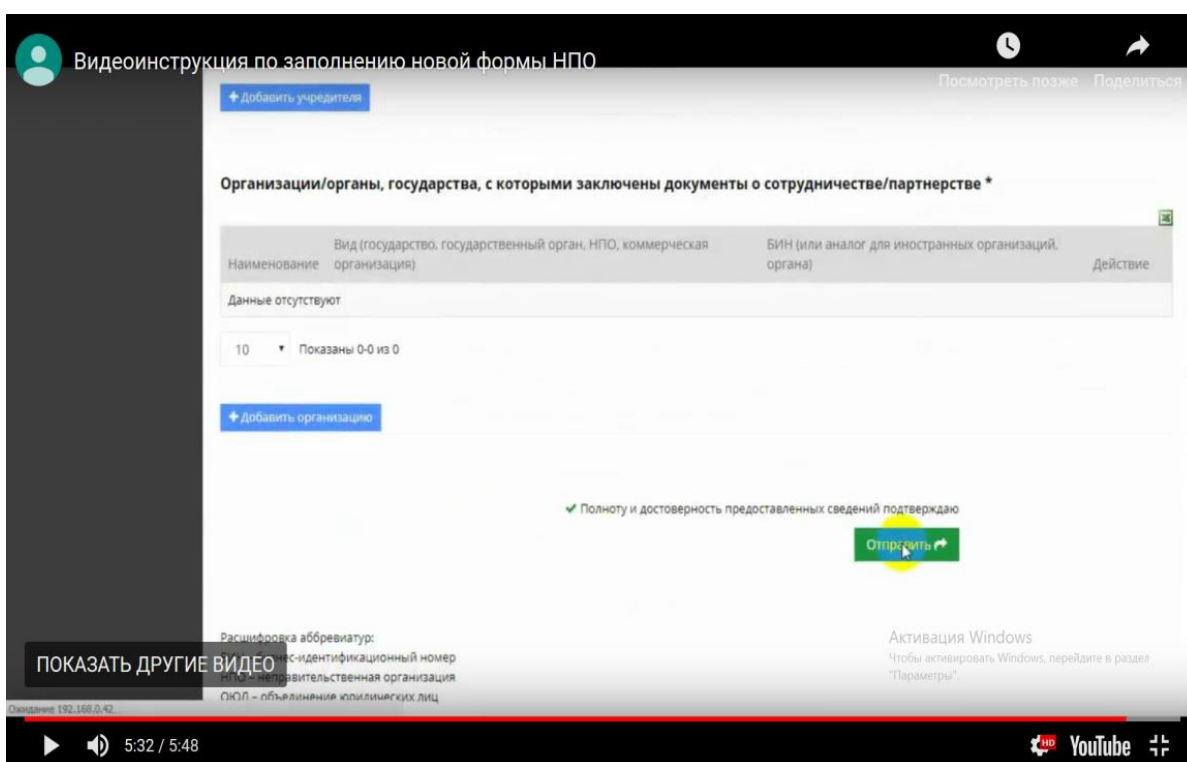 Видеоинструкция по заполнению новой формы НПО
Посмотреть позже Поделиться
Добавить учредителя
Организации/органы, государства, с которыми заключены документы о сотрудничестве/партнерстве *
Наименование Вид (государство, государственный орган, НПО, коммерческая организация) БИН (или аналог для иностранных организаций, органа) Действие
Данные отсутствуют
10 Показаны 0-0 из 0
Добавить организацию
Полноту и достоверность предоставленных сведений подтверждаю
Отправить
Расшифровка аббревиатур:
идентификационный номер
НПО – неправительственная организация
ОЮЛ – объединение юридических лиц
Активация Windows
Чтобы активировать Windows, перейдите в раздел
"Параметры".
ПОКАЗАТЬ ДРУГИЕ ВИДЕО
Ожидание 192.168.0.42...
5:32 / 5:48
HD YouTube